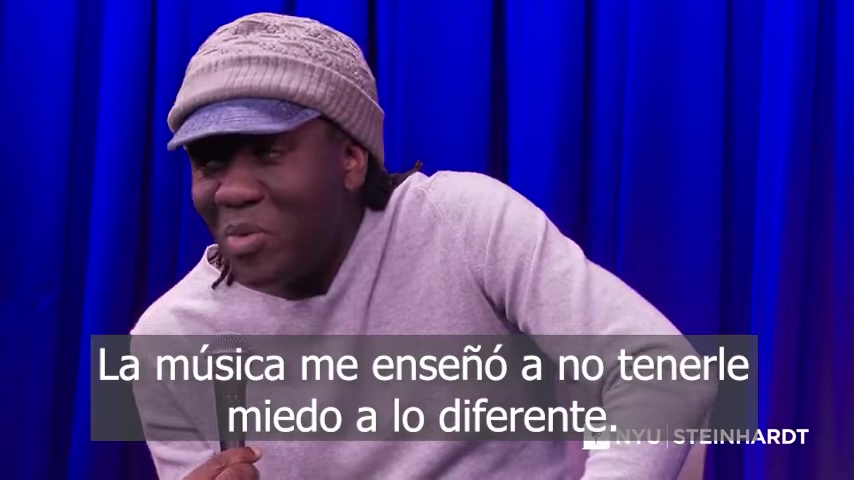 La música me enseñó a no tenerle
miedo a lo diferente.
NYU STEINHARDT